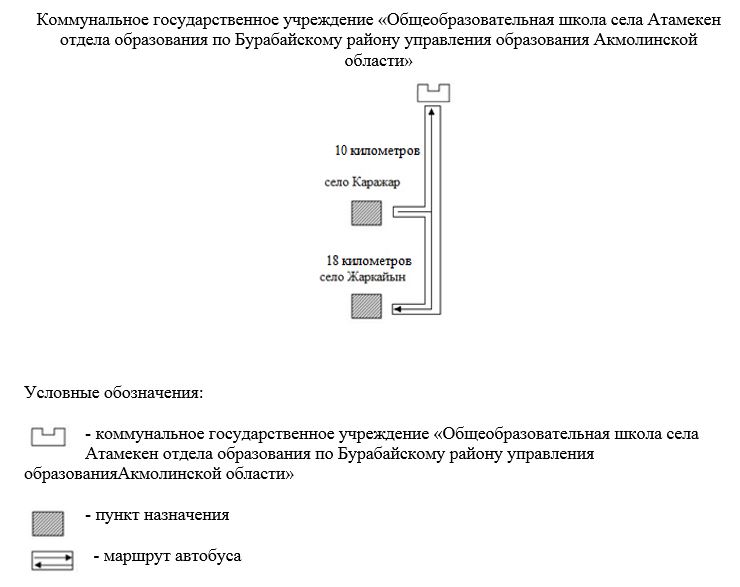 Коммунальное государственное учреждение «Общеобразовательная школа села Атамекен
отдела образования по Бурабайскому району управления образования Акмолинской
области»
10 километров
село Каражар
18 километров
село Жаркайын
Условные обозначения:
- коммунальное государственное учреждение «Общеобразовательная школа села
Атамекен отдела образования по Бурабайскому району управления
образованияАкмолинской области»
- пункт назначения
- маршрут автобуса